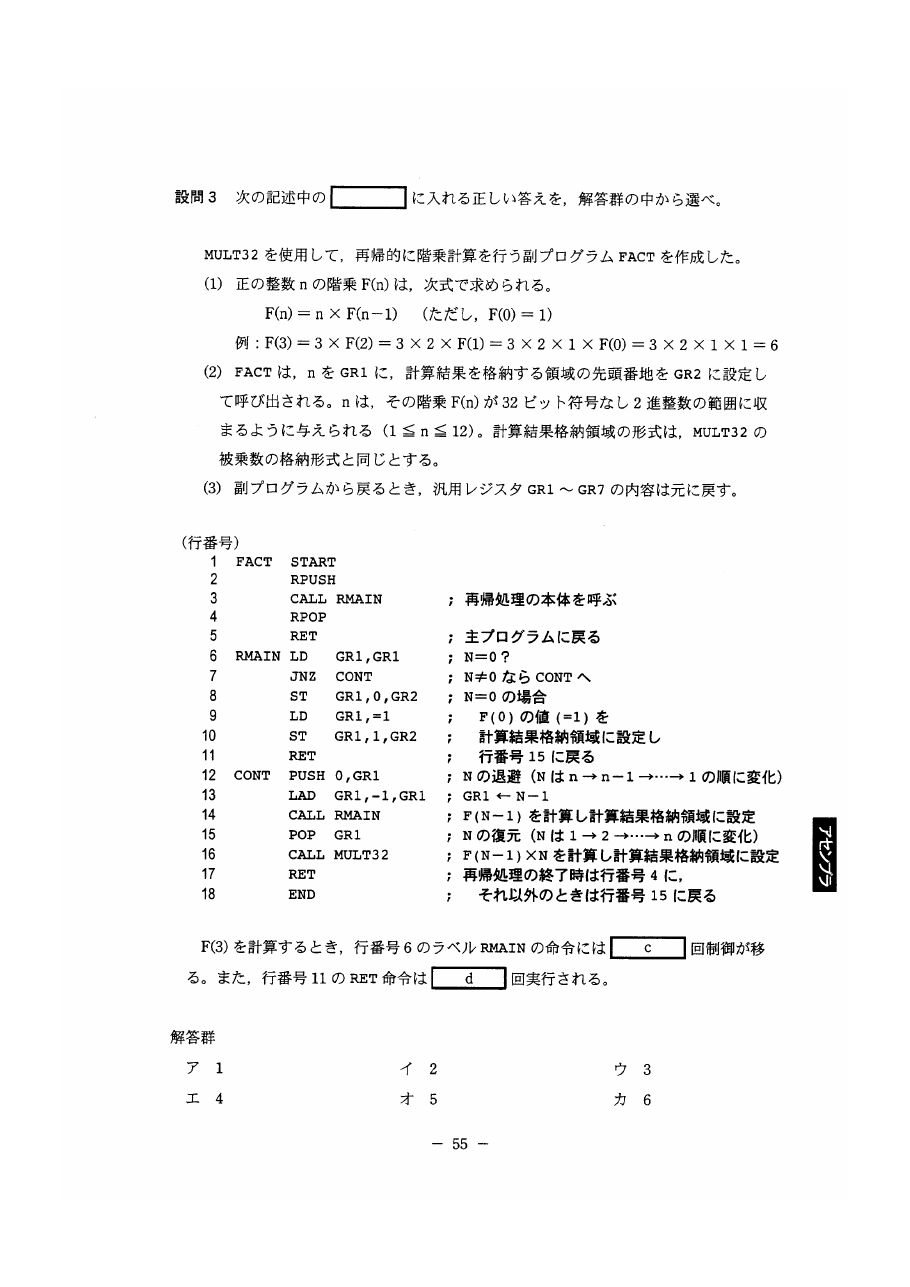 設問3 次の記述中の に入れる正しい答えを，解答群の中から選べ。
MULT32 を使用して，再帰的に階乗計算を行う副プログラム FACT を作成した。
(1) 正の整数 n の階乗 F(n) は，次式で求められる。
F(n) = n × F(n−1) （ただし，F(0) = 1）
例：F(3) = 3 × F(2) = 3 × 2 × F(1) = 3 × 2 × 1 × F(0) = 3 × 2 × 1 × 1 = 6
(2) FACT は，n を GR1 に，計算結果を格納する領域の先頭番地を GR2 に設定し
て呼び出される。n は，その階乗 F(n) が 32 ビット符号なし 2 進整数の範囲に収
まるように与えられる（1 ≦ n ≦ 12）。計算結果格納領域の形式は，MULT32 の
被乗数の格納形式と同じとする。
(3) 副プログラムから戻るとき，汎用レジスタ GR1 ～ GR7 の内容は元に戻す。
（行番号）
1 FACT START
2 RPUSH
3 CALL RMAIN ; 再帰処理の本体を呼ぶ
4 RPOP
5 RET ; 主プログラムに戻る
6 RMAIN LD GR1,GR1 ; N＝0？
7 JNZ CONT ; N≠0 なら CONT へ
8 ST GR1,0,GR2 ; N＝0 の場合
9 LD GR1,=1 ; F(0) の値 (=1) を
10 ST GR1,1,GR2 ; 計算結果格納領域に設定し
11 RET ; 行番号 15 に戻る
12 CONT PUSH 0,GR1 ; N の退避（N は n → n−1 →…→ 1 の順に変化）
13 LAD GR1,-1,GR1 ; GR1 ← N−1
14 CALL RMAIN ; F(N−1) を計算し計算結果格納領域に設定
15 POP GR1 ; N の復元（N は 1 → 2 →…→ n の順に変化）
16 CALL MULT32 ; F(N−1)×N を計算し計算結果格納領域に設定
17 RET ; 再帰処理の終了時は行番号 4 に，
18 END ; それ以外のときは行番号 15 に戻る
アセンブラ
F(3) を計算するとき，行番号 6 のラベル RMAIN の命令には c 回制御が移
る。また，行番号 11 の RET 命令は d 回実行される。
解答群
ア 1 イ 2 ウ 3
エ 4 オ 5 カ 6
− 55 −